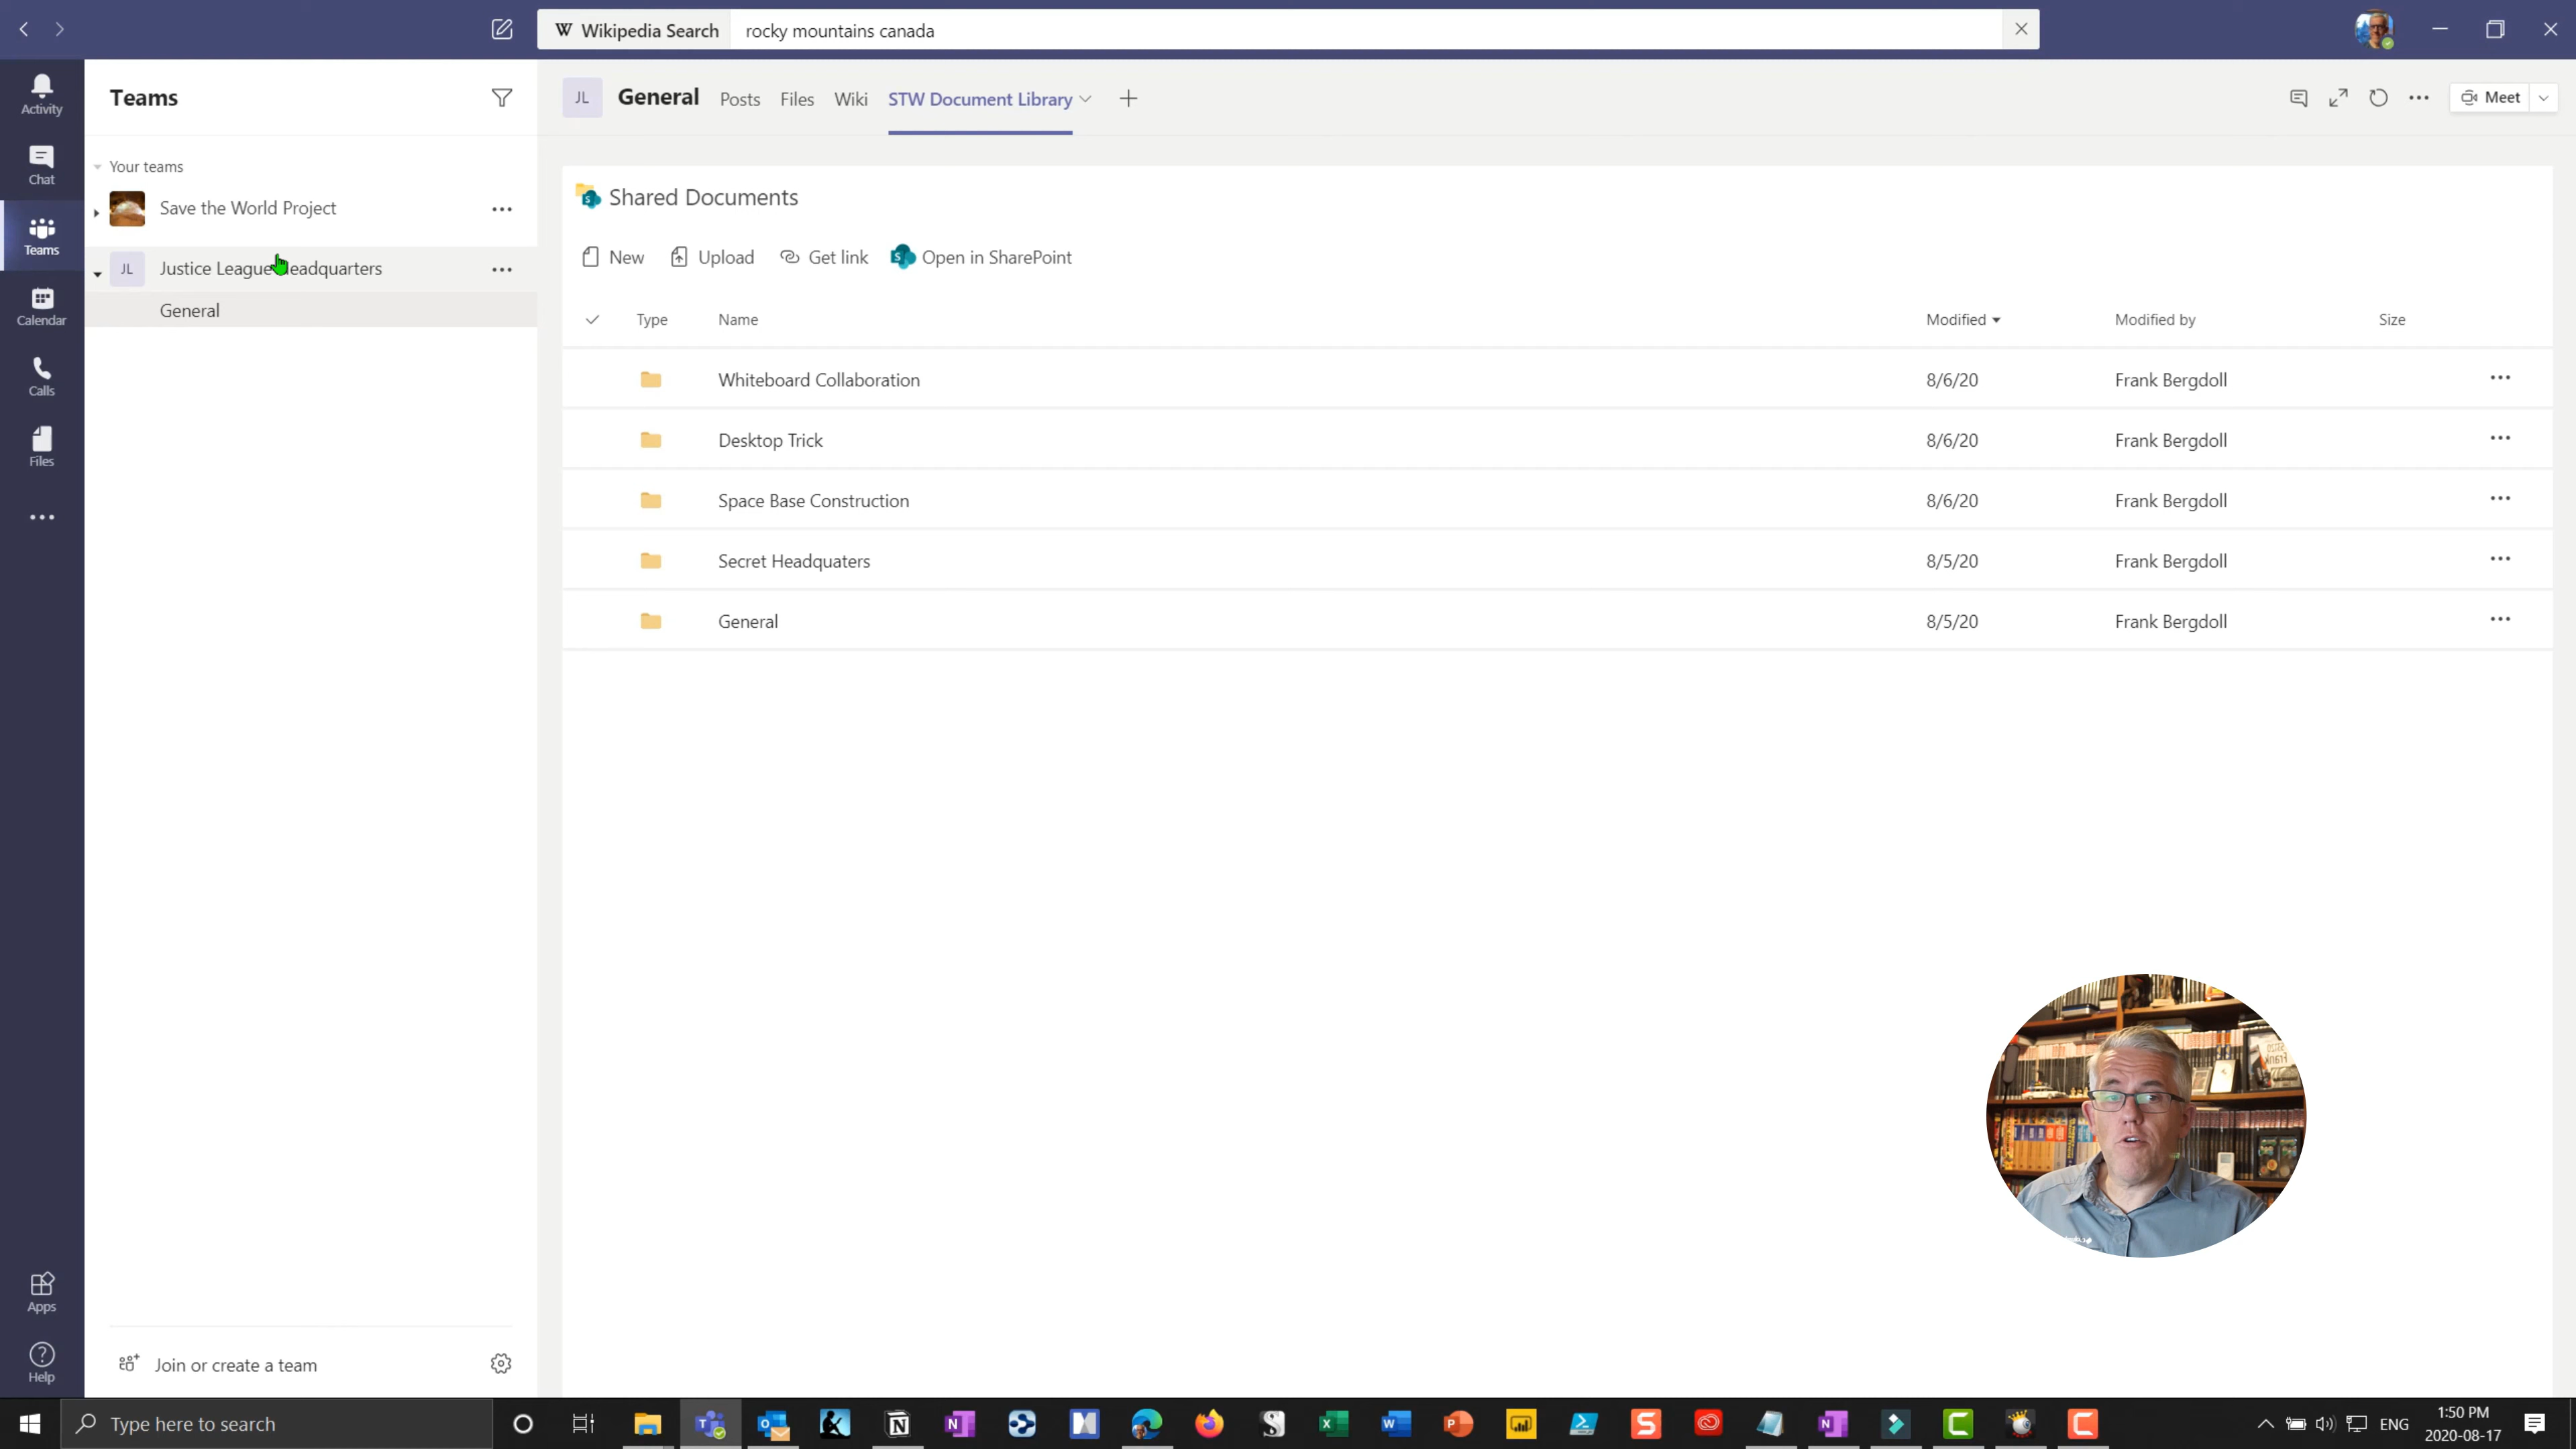 Wikipedia Search rocky mountains canada
Activity
Chat
Teams
Calendar
Calls
Files
Apps
Help
Teams
Your teams
Save the World Project
JL Justice League Headquarters
General
Join or create a team
JL General Posts Files Wiki STW Document Library
Meet
Shared Documents
New Upload Get link Open in SharePoint
Type Name Modified Modified by Size
Whiteboard Collaboration 8/6/20 Frank Bergdoll
Desktop Trick 8/6/20 Frank Bergdoll
Space Base Construction 8/6/20 Frank Bergdoll
Secret Headquaters 8/5/20 Frank Bergdoll
General 8/5/20 Frank Bergdoll
Type here to search
ENG
1:50 PM
2020-08-17